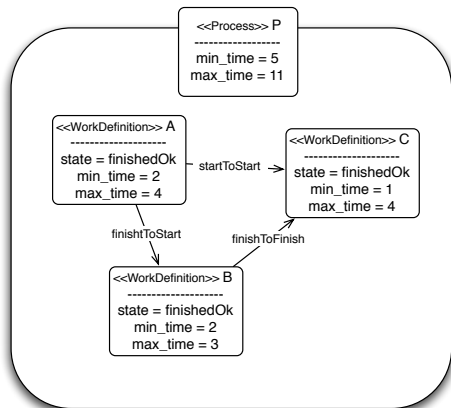 <<Process>> P
------------------
min_time = 5
max_time = 11
<<WorkDefinition>> A
---------------------
state = finishedOk
min_time = 2
max_time = 4
startToStart
<<WorkDefinition>> C
---------------------
state = finishedOk
min_time = 1
max_time = 4
finishtToStart
finishToFinish
<<WorkDefinition>> B
---------------------
state = finishedOk
min_time = 2
max_time = 3